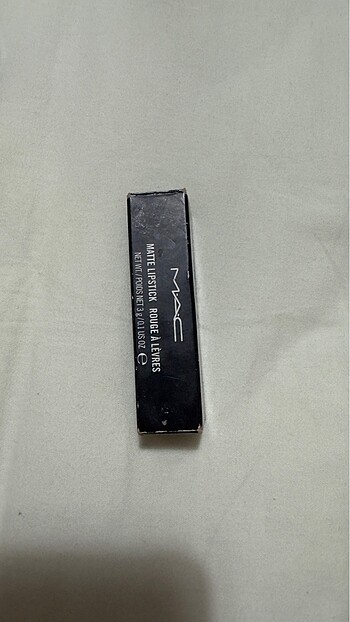 MAC
MATTE LIPSTICK ROUGE À LÈVRES
NET WT./POIDS NET 3 g/0.1 US OZ ℮